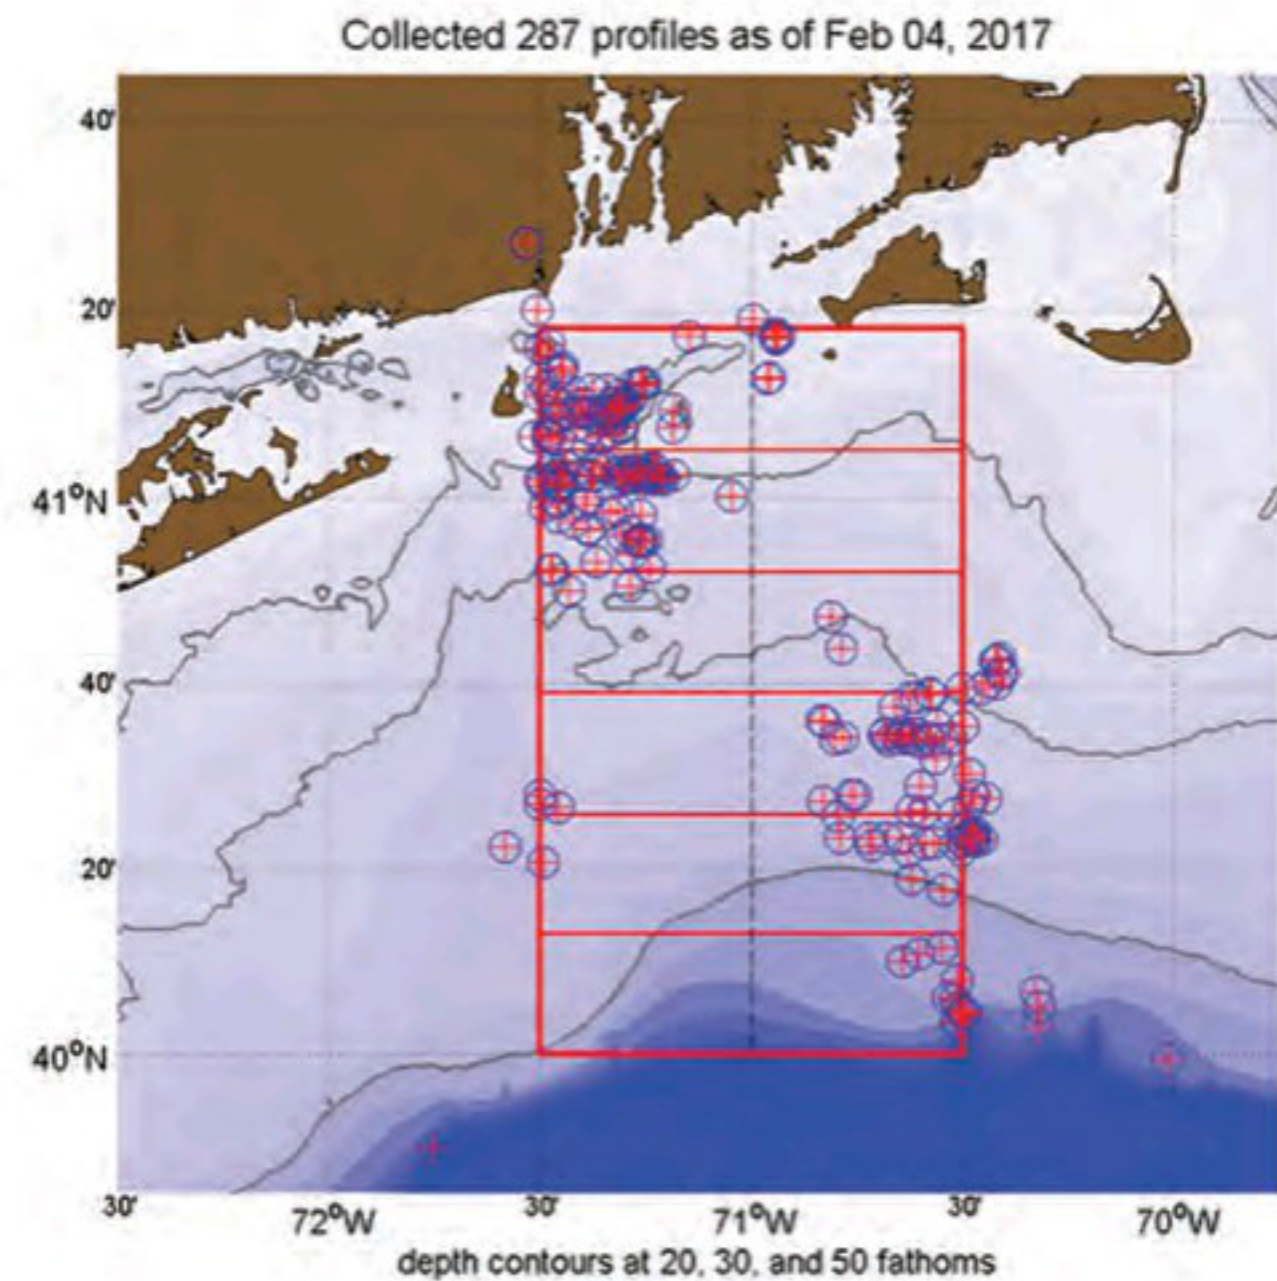 Collected 287 profiles as of Feb 04, 2017
40'
20'
41°N
40'
20'
40°N
30'
72°W
30'
71°W
30'
70°W
depth contours at 20, 30, and 50 fathoms